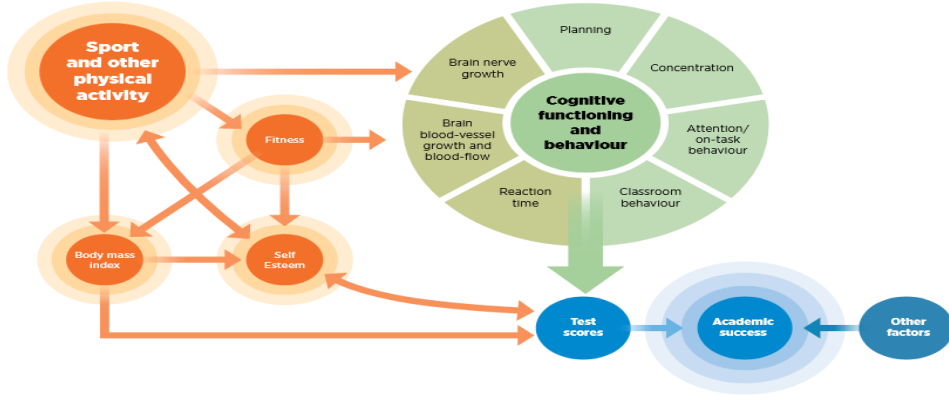 Sport
and other
physical
activity
Fitness
Body mass
index
Self
Esteem
Planning
Brain nerve
growth
Concentration
Cognitive
functioning
and
behaviour
Brain
blood-vessel
growth and
blood-flow
Attention/
on-task
behaviour
Reaction
time
Classroom
behaviour
Test
scores
Academic
success
Other
factors